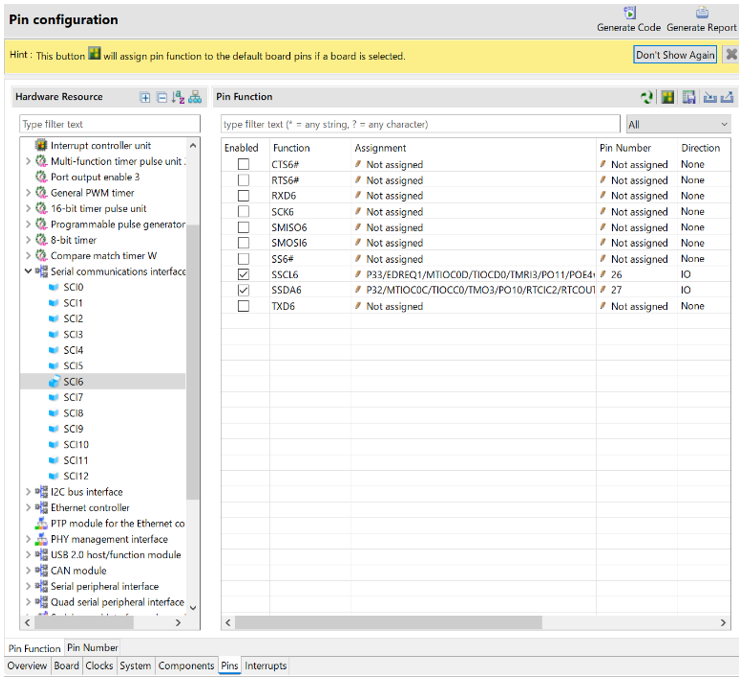 Pin configuration
Generate Code Generate Report
Hint : This button will assign pin function to the default board pins if a board is selected.
Don't Show Again
Hardware Resource
Pin Function
Type filter text
type filter text (* = any string, ? = any character)
All
Interrupt controller unit
Multi-function timer pulse unit
Port output enable 3
General PWM timer
16-bit timer pulse unit
Programmable pulse generator
8-bit timer
Compare match timer W
Serial communications interface
SCI0
SCI1
SCI2
SCI3
SCI4
SCI5
SCI6
SCI7
SCI8
SCI9
SCI10
SCI11
SCI12
I2C bus interface
Ethernet controller
PTP module for the Ethernet co
PHY management interface
USB 2.0 host/function module
CAN module
Serial peripheral interface
Quad serial peripheral interface
Enabled Function Assignment Pin Number Direction
CTS6# Not assigned Not assigned None
RTS6# Not assigned Not assigned None
RXD6 Not assigned Not assigned None
SCK6 Not assigned Not assigned None
SMISO6 Not assigned Not assigned None
SMOSI6 Not assigned Not assigned None
SS6# Not assigned Not assigned None
SSCL6 P33/EDREQ1/MTIOC0D/TIOCD0/TMRI3/PO11/POE4 26 IO
SSDA6 P32/MTIOC0C/TIOCC0/TMO3/PO10/RTCIC2/RTCOUT 27 IO
TXD6 Not assigned Not assigned None
Pin Function Pin Number
Overview Board Clocks System Components Pins Interrupts